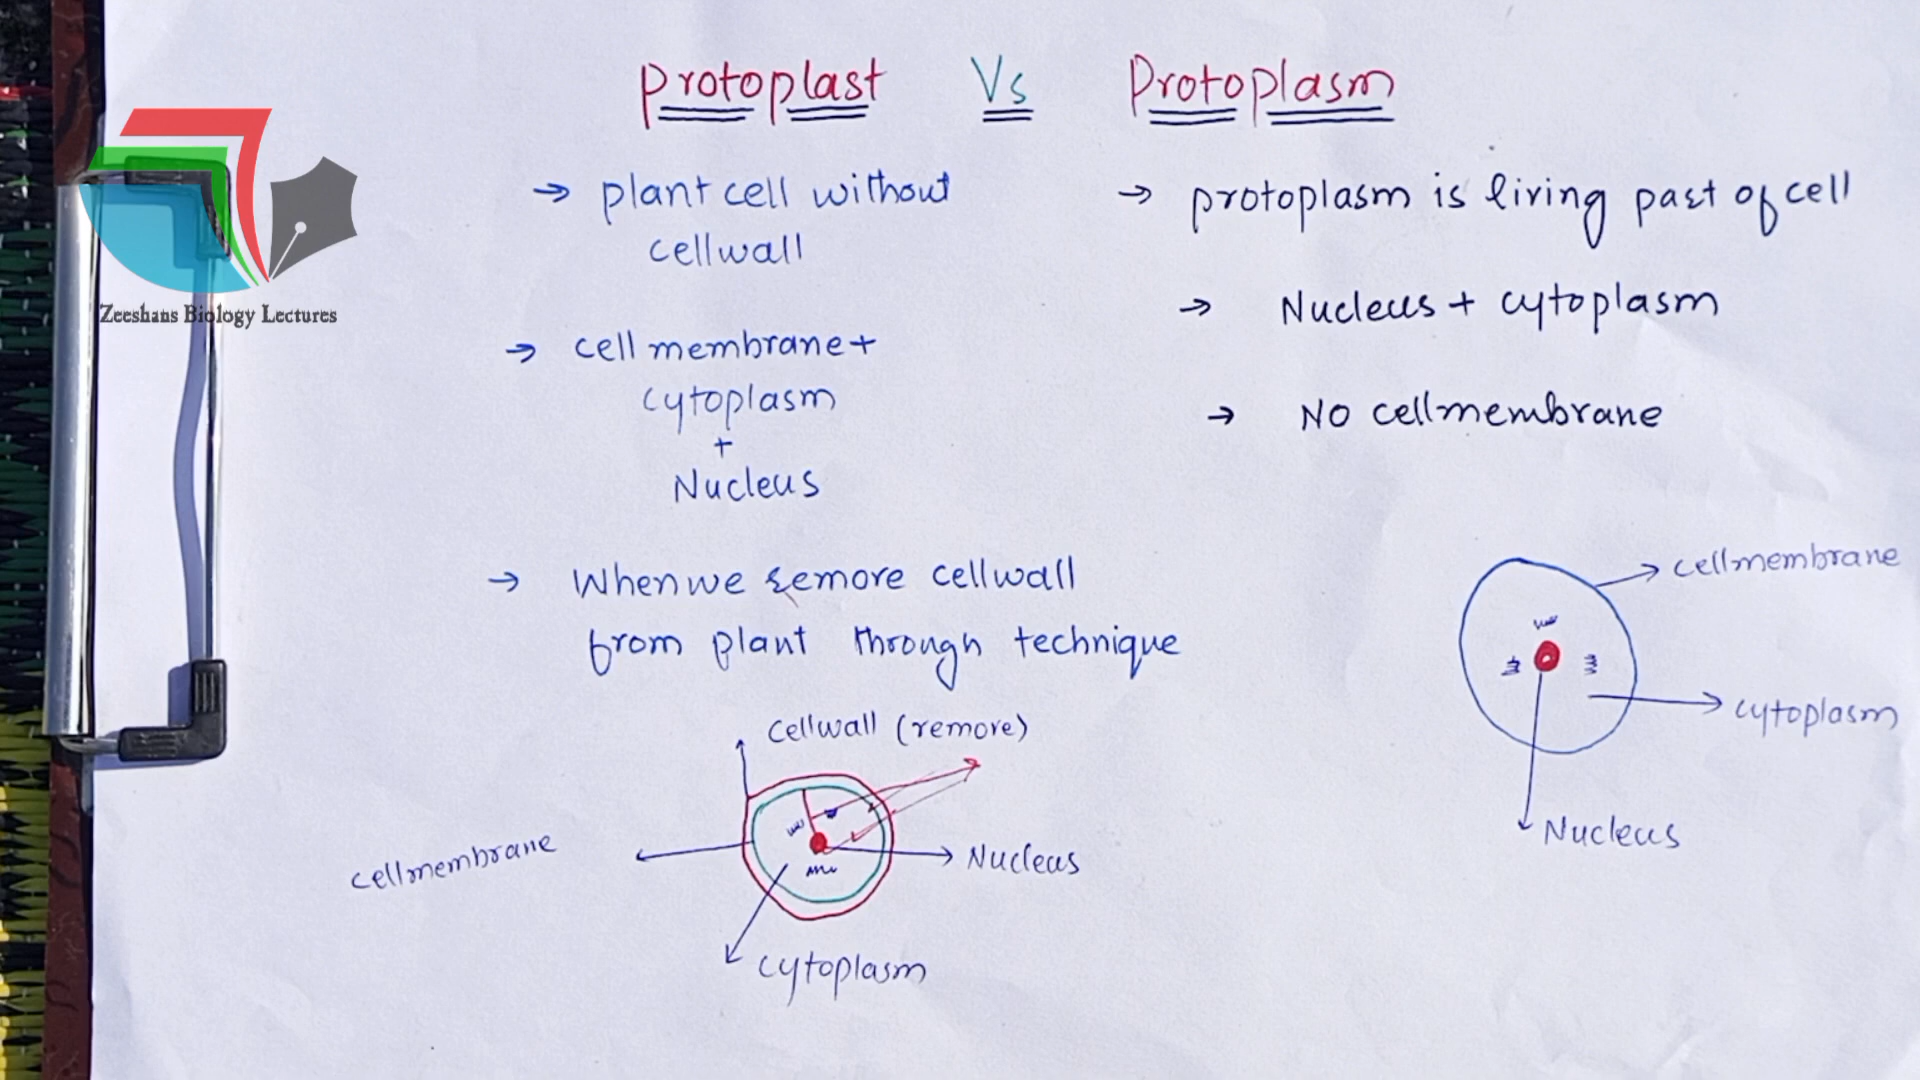 Protoplast Vs Protoplasm
Zeeshans Biology Lectures
→ plant cell without
cellwall
→ cell membrane +
cytoplasm
+
Nucleus
→ When we remove cellwall
from plant through technique
Cellwall (remove)
cellmembrane
Nucleus
cytoplasm
→ protoplasm is living part of cell
→ Nucleus + cytoplasm
→ No cellmembrane
cellmembrane
cytoplasm
Nucleus